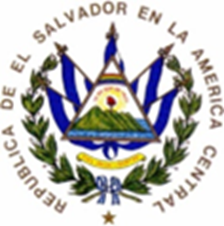 REPUBLICA DE EL SALVADOR EN LA AMERICA CENTRAL